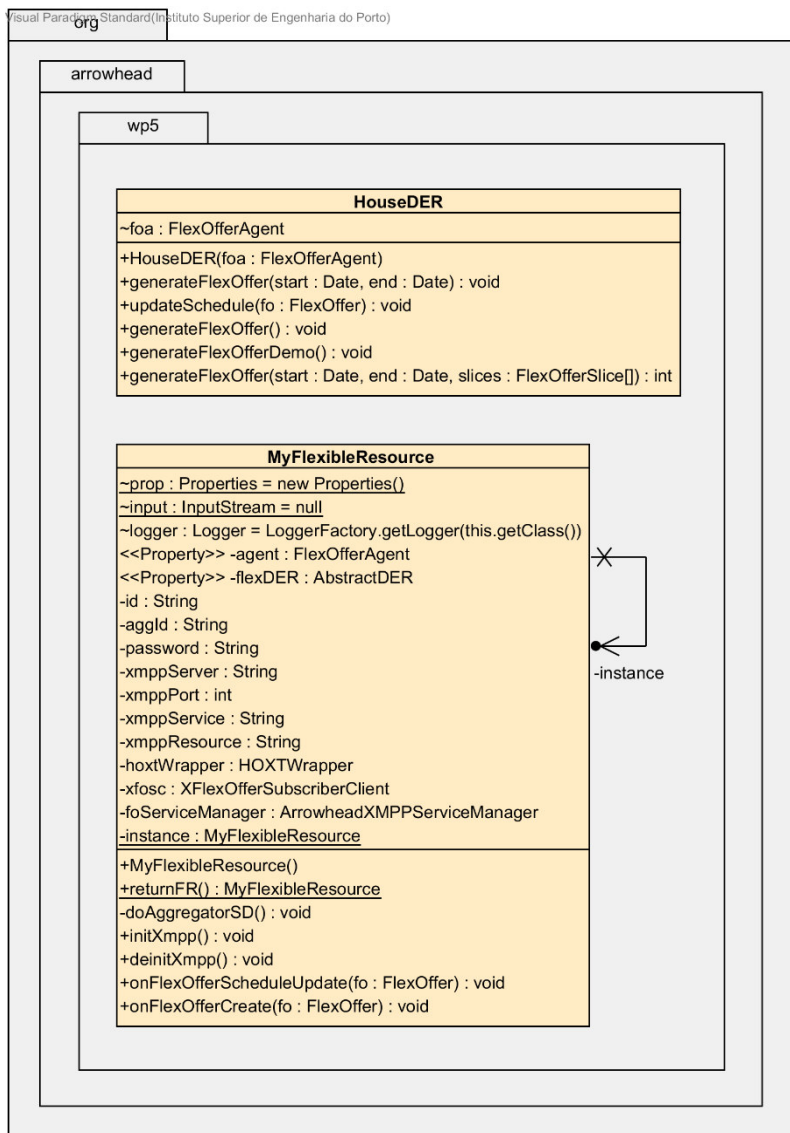 Visual Paradigm Standard(Instituto Superior de Engenharia do Porto)
org
arrowhead
wp5
HouseDER
~foa : FlexOfferAgent
+HouseDER(foa : FlexOfferAgent)
+generateFlexOffer(start : Date, end : Date) : void
+updateSchedule(fo : FlexOffer) : void
+generateFlexOffer() : void
+generateFlexOfferDemo() : void
+generateFlexOffer(start : Date, end : Date, slices : FlexOfferSlice[]) : int
MyFlexibleResource
~prop : Properties = new Properties()
~input : InputStream = null
~logger : Logger = LoggerFactory.getLogger(this.getClass())
<<Property>> -agent : FlexOfferAgent
<<Property>> -flexDER : AbstractDER
-id : String
-aggId : String
-password : String
-xmppServer : String
-xmppPort : int
-xmppService : String
-xmppResource : String
-hoxtWrapper : HOXTWrapper
-xfosc : XFlexOfferSubscriberClient
-foServiceManager : ArrowheadXMPPServiceManager
-instance : MyFlexibleResource
+MyFlexibleResource()
+returnFR() : MyFlexibleResource
-doAggregatorSD() : void
+initXmpp() : void
+deinitXmpp() : void
+onFlexOfferScheduleUpdate(fo : FlexOffer) : void
+onFlexOfferCreate(fo : FlexOffer) : void
-instance